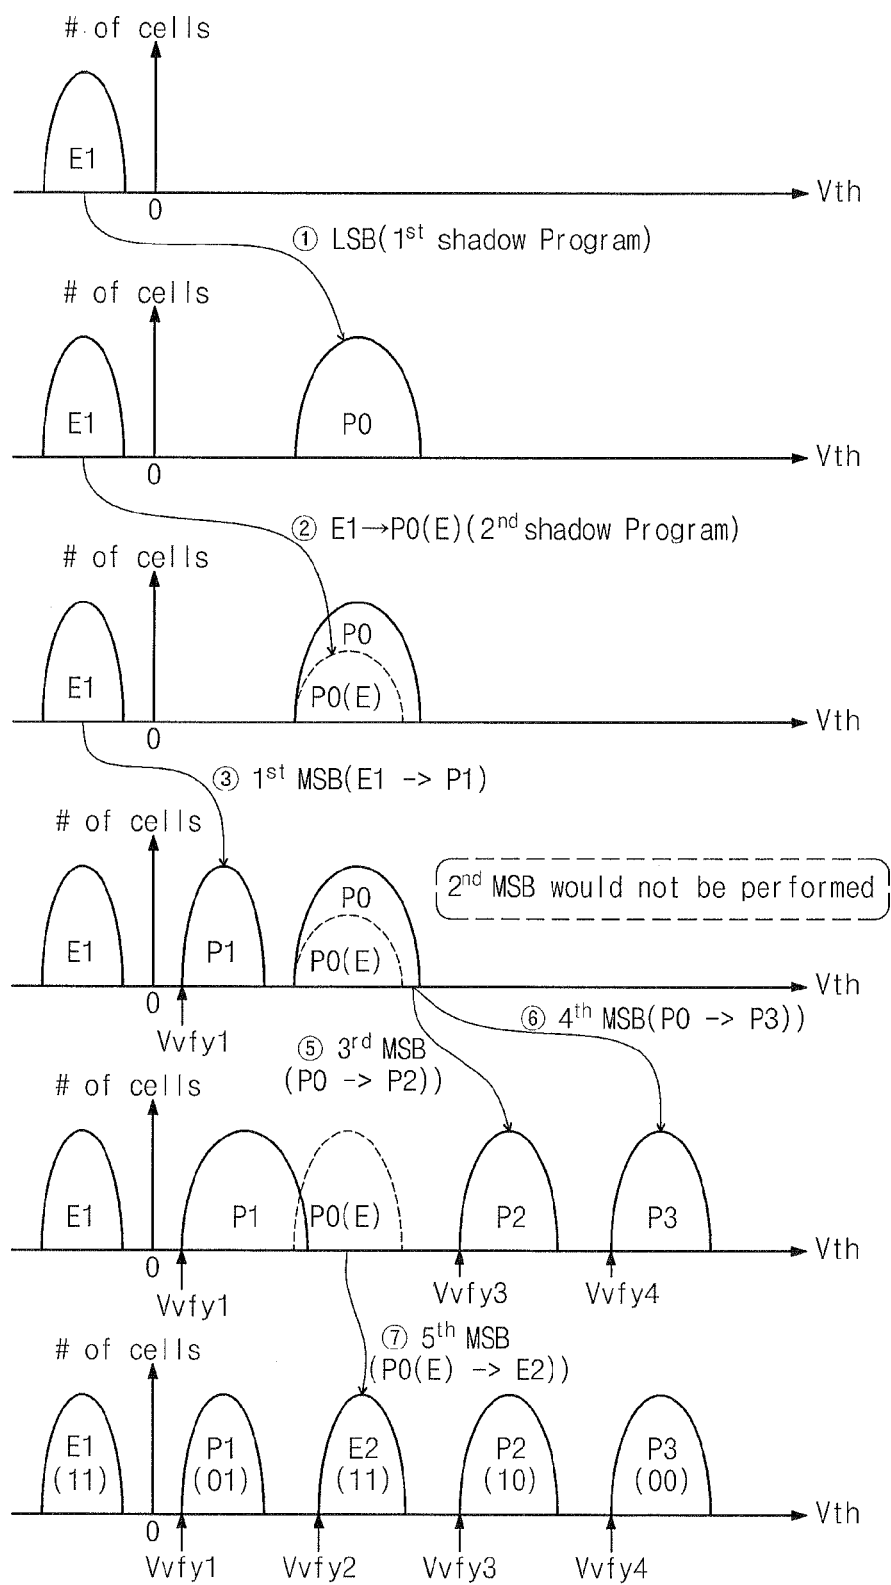 # of cells
E1
0
Vth
① LSB(1st shadow Program)
# of cells
E1
P0
0
Vth
② E1→P0(E)(2nd shadow Program)
# of cells
E1
P0
P0(E)
0
Vth
③ 1st MSB(E1 -> P1)
# of cells
E1
P1
P0
P0(E)
2nd MSB would not be performed
0
Vth
Vvfy1
⑤ 3rd MSB
(P0 -> P2))
⑥ 4th MSB(P0 -> P3))
# of cells
E1
P1
P0(E)
P2
P3
0
Vth
Vvfy1
Vvfy3
Vvfy4
⑦ 5th MSB
(P0(E) -> E2))
# of cells
E1
(11)
P1
(01)
E2
(11)
P2
(10)
P3
(00)
0
Vth
Vvfy1
Vvfy2
Vvfy3
Vvfy4